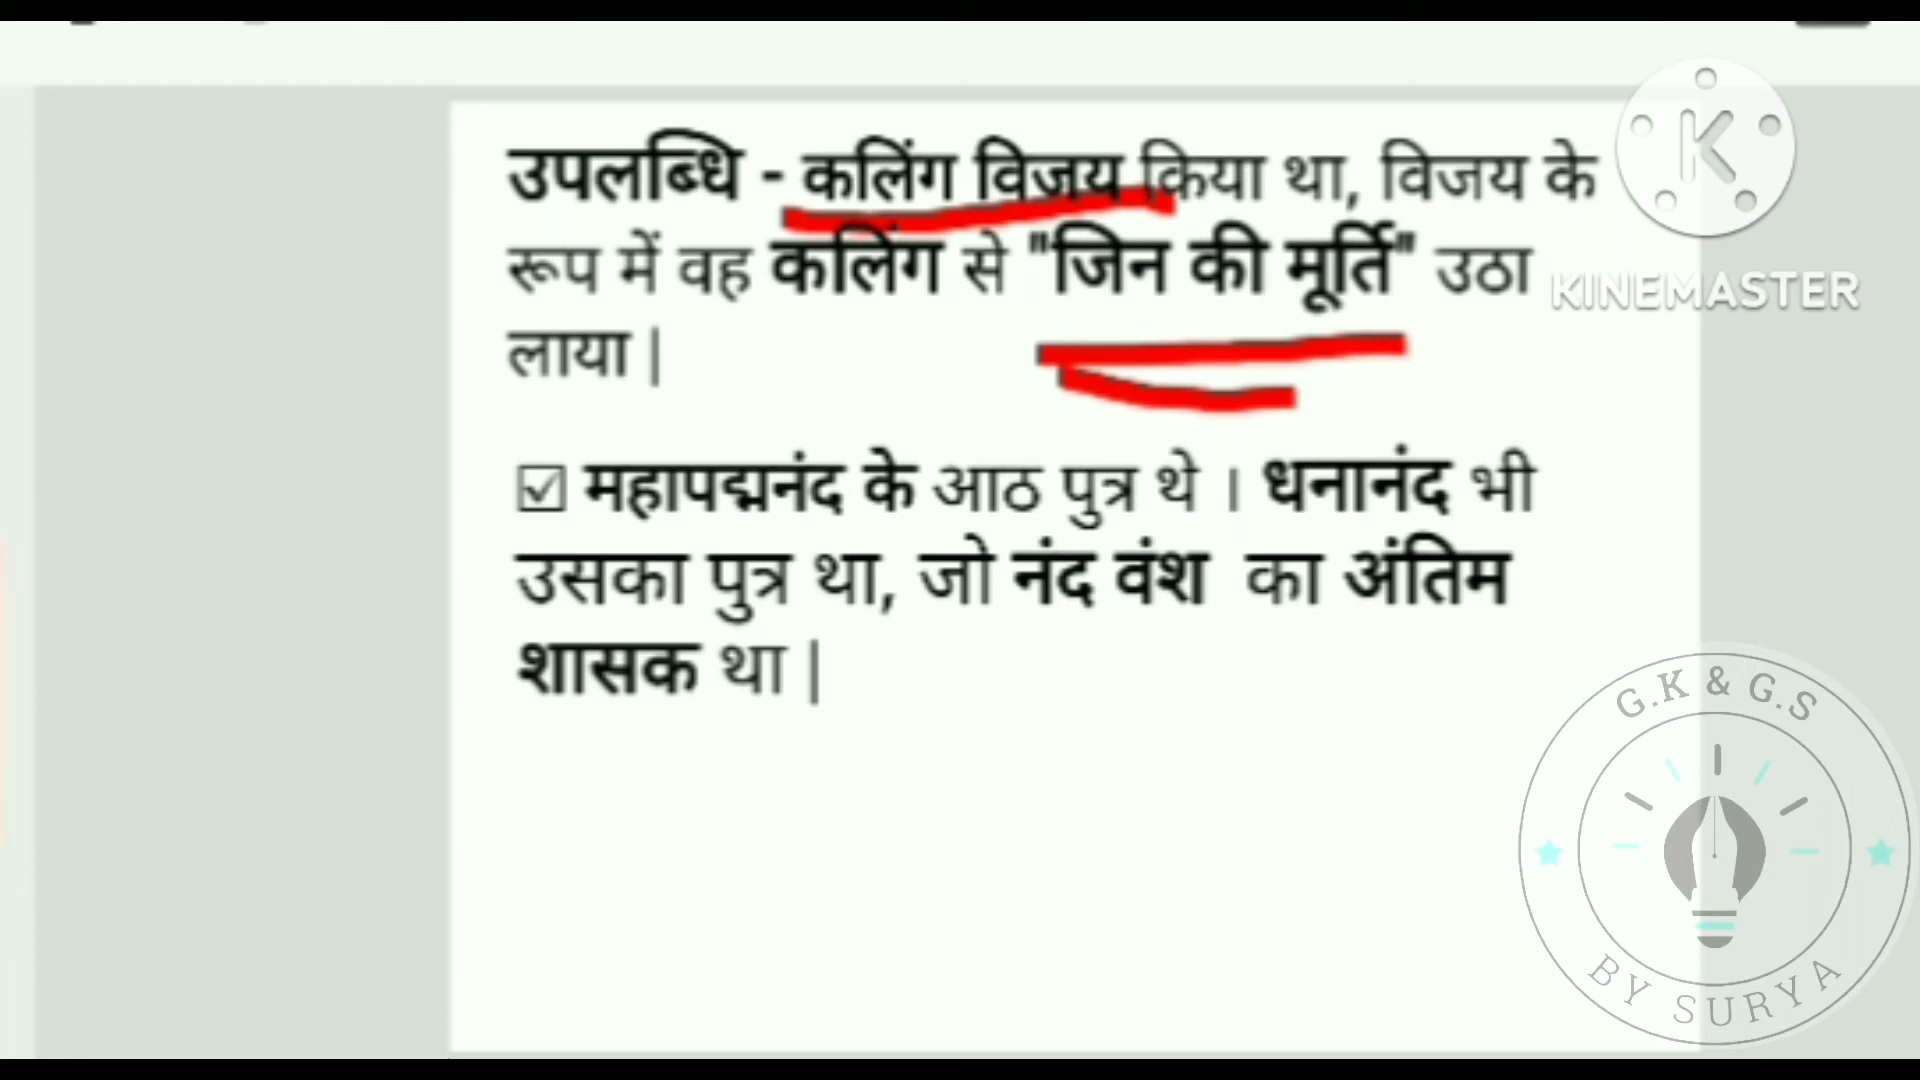 उपलब्धि - कलिंग विजय किया था, विजय के
रूप में वह कलिंग से "जिन की मूर्ति" उठा
लाया |
☑ महापद्मनंद के आठ पुत्र थे । धनानंद भी
उसका पुत्र था, जो नंद वंश का अंतिम
शासक था |
K
KINEMASTER
G.K & G.S
BY SURYA